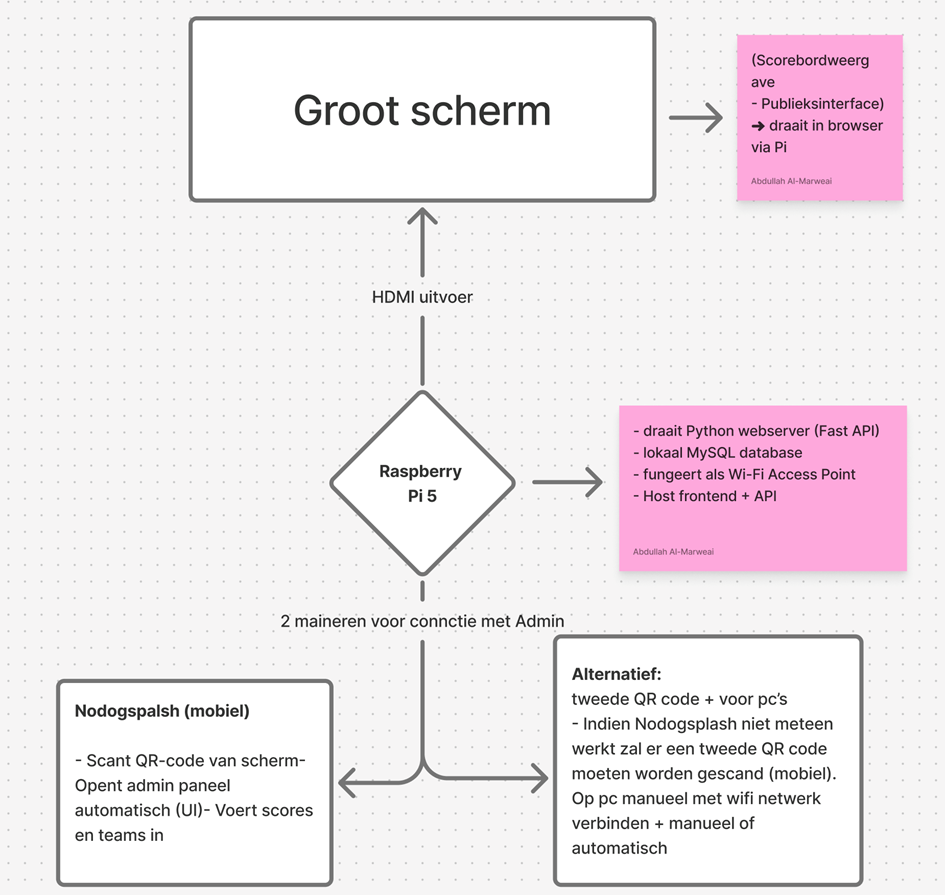 Groot scherm
(Scorebordweerg
ave
- Publieksinterface)
➜ draait in browser
via Pi
Abdullah Al-Marweai
HDMI uitvoer
Raspberry
Pi 5
- draait Python webserver (Fast API)
- lokaal MySQL database
- fungeert als Wi-Fi Access Point
- Host frontend + API
Abdullah Al-Marweai
2 maineren voor connctie met Admin
Nodogspalsh (mobiel)
- Scant QR-code van scherm-
Opent admin paneel
automatisch (UI)- Voert scores
en teams in
Alternatief:
tweede QR code + voor pc’s
- Indien Nodogsplash niet meteen
werkt zal er een tweede QR code
moeten worden gescand (mobiel).
Op pc manueel met wifi netwerk
verbinden + manueel of
automatisch